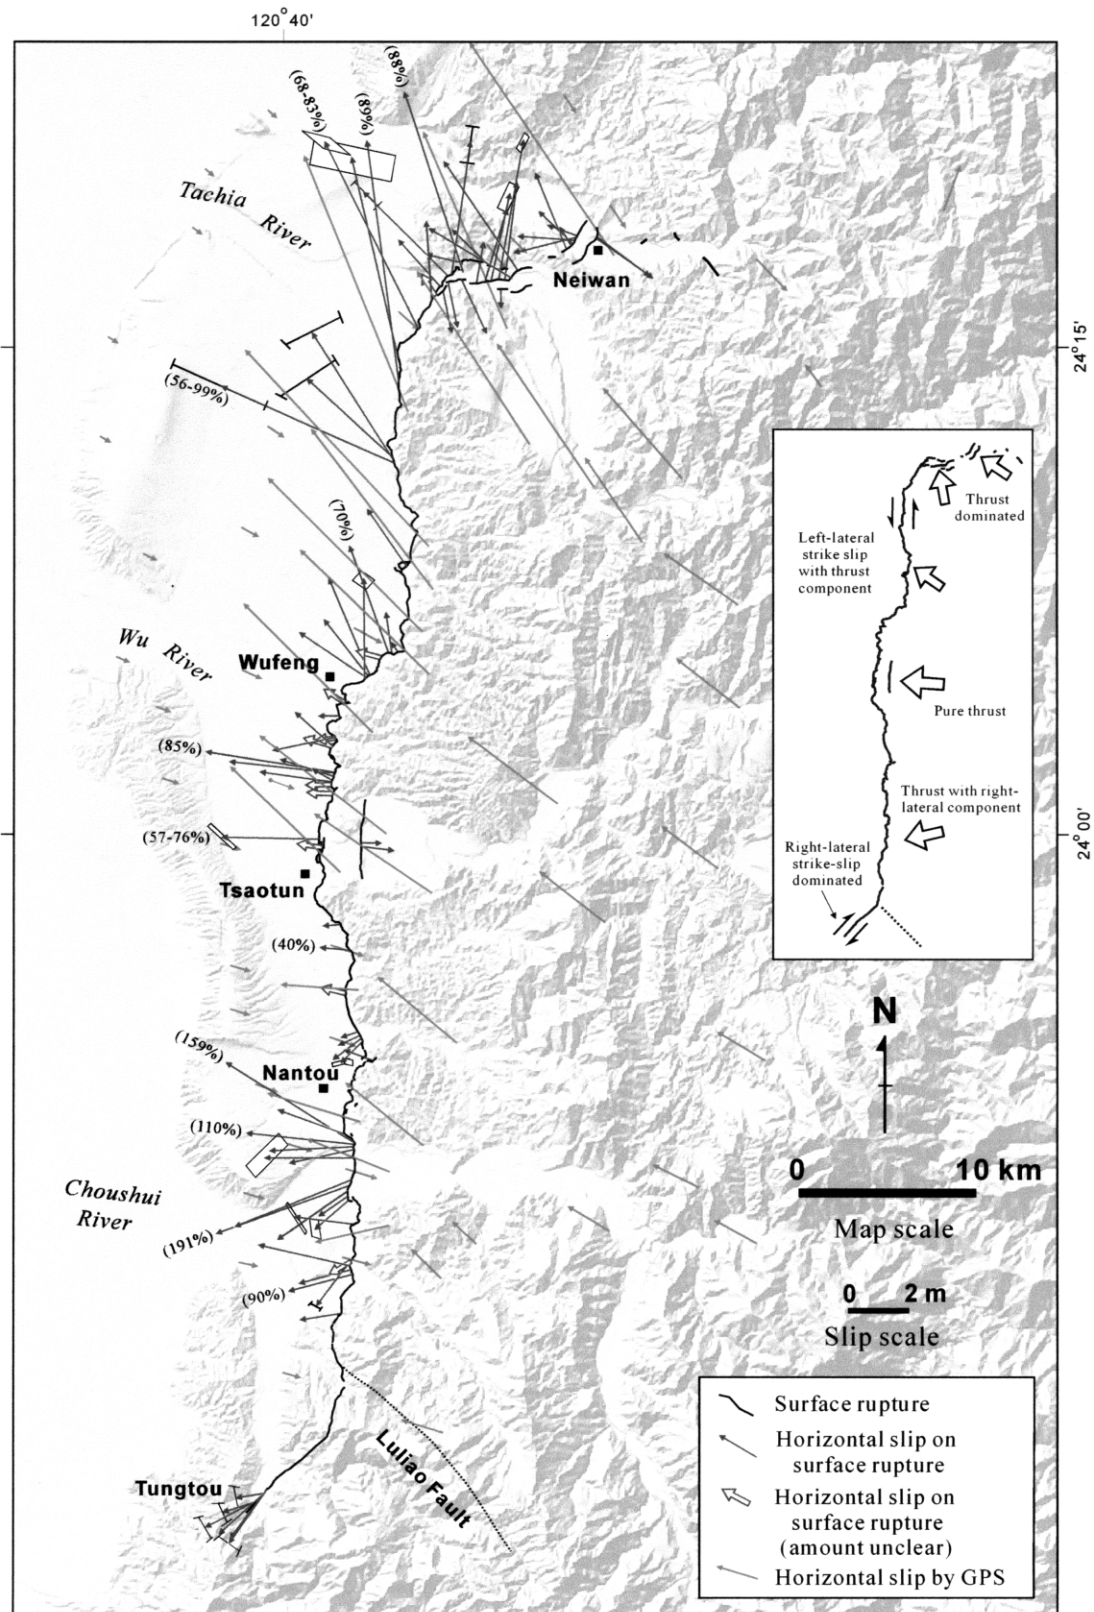 120° 40'
(88%)
(68-83%)
(89%)
Tachia River
Neiwan
24° 15'
(56-99%)
(70%)
Thrust
dominated
Left-lateral
strike slip
with thrust
component
Wu River
Wufeng
Pure thrust
(85%)
Thrust with right-
lateral component
(57-76%)
24° 00'
Right-lateral
strike-slip
dominated
Tsaotun
(40%)
N
(159%)
Nantou
(110%)
0 10 km
Map scale
Choushui
River
(191%)
(90%)
0 2 m
Slip scale
Surface rupture
Horizontal slip on
surface rupture
Horizontal slip on
surface rupture
(amount unclear)
Horizontal slip by GPS
Luliao Fault
Tungtou